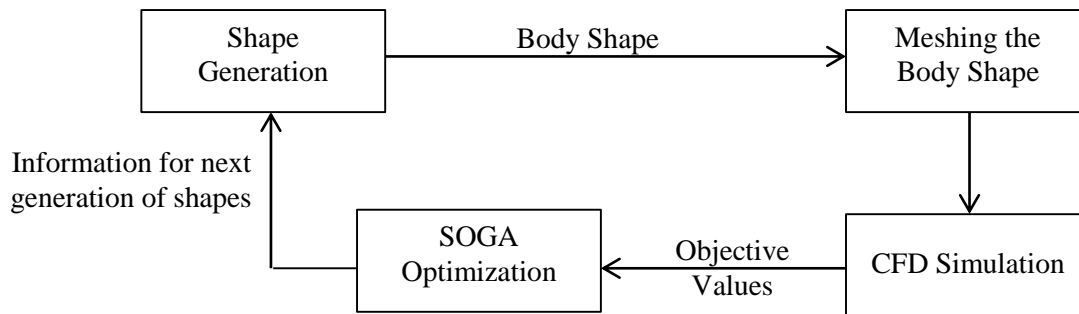 Shape
Generation
Body Shape
Meshing the
Body Shape
Information for next
generation of shapes
SOGA
Optimization
Objective
Values
CFD Simulation